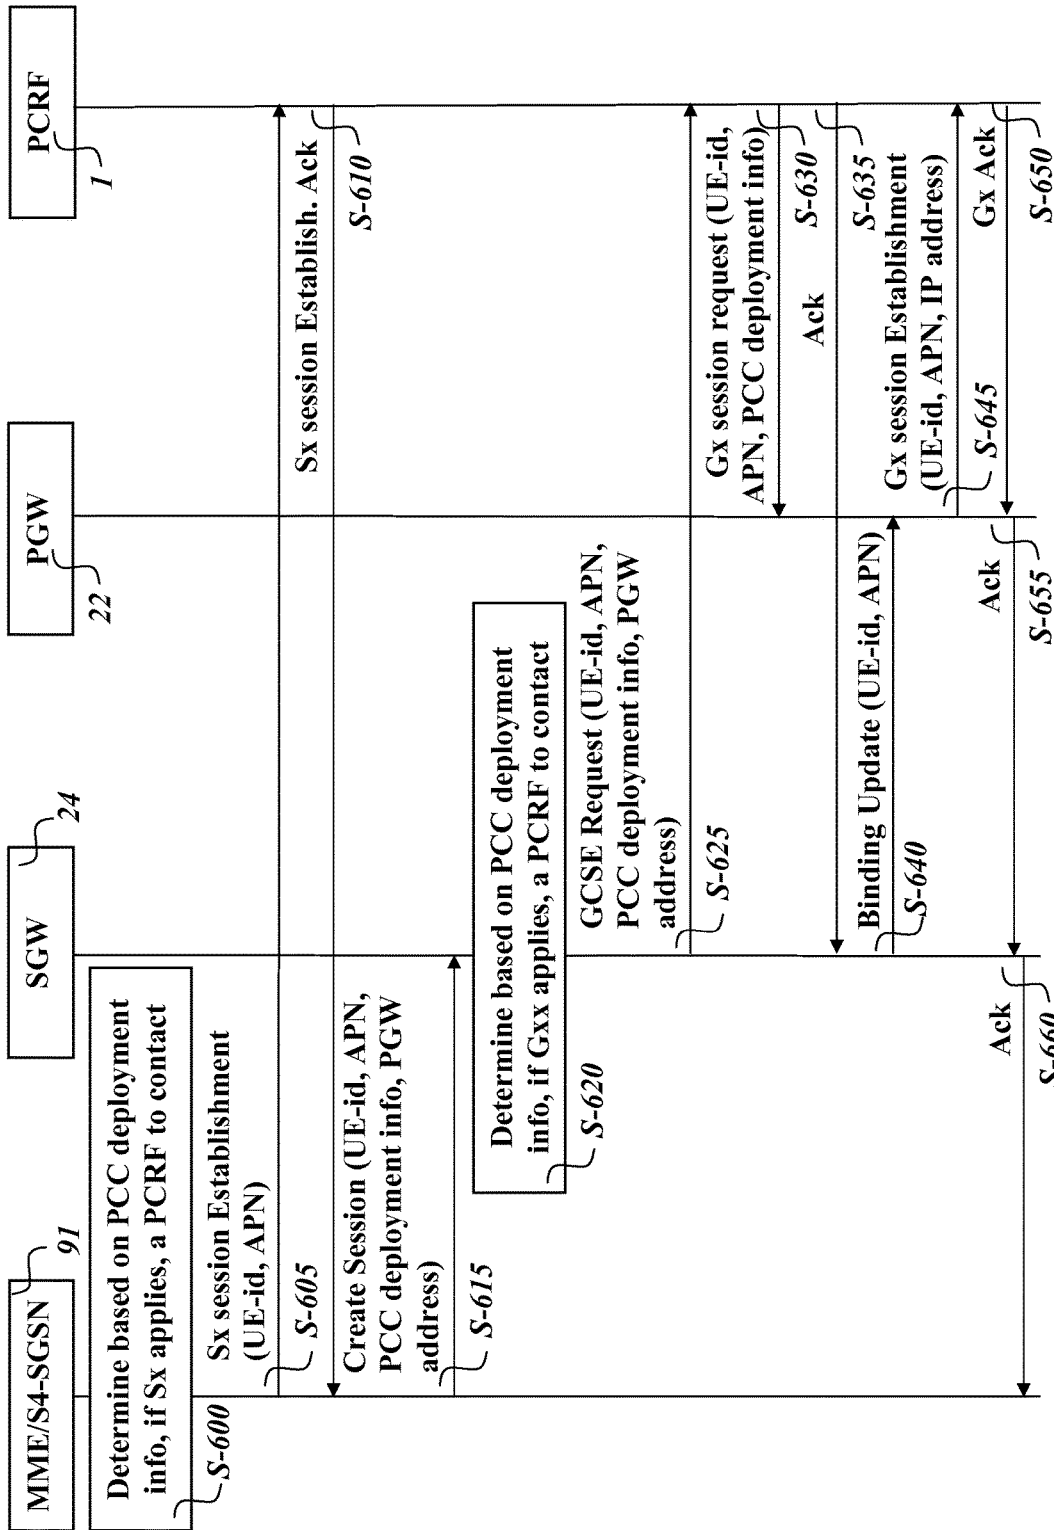 MME/S4-SGSN
91
SGW
24
PGW
22
PCRF
1
Determine based on PCC deployment
info, if Sx applies, a PCRF to contact
S-600
Sx session Establishment
(UE-id, APN)
S-605
Sx session Establish. Ack
S-610
Create Session (UE-id, APN,
PCC deployment info, PGW
address)
S-615
Determine based on PCC deployment
info, if Gxx applies, a PCRF to contact
S-620
GCSE Request (UE-id, APN,
PCC deployment info, PGW
address)
S-625
Gx session request (UE-id,
APN, PCC deployment info)
S-630
Ack
S-635
Binding Update (UE-id, APN)
S-640
Gx session Establishment
(UE-id, APN, IP address)
S-645
Gx Ack
S-650
Ack
S-655
Ack
S-660